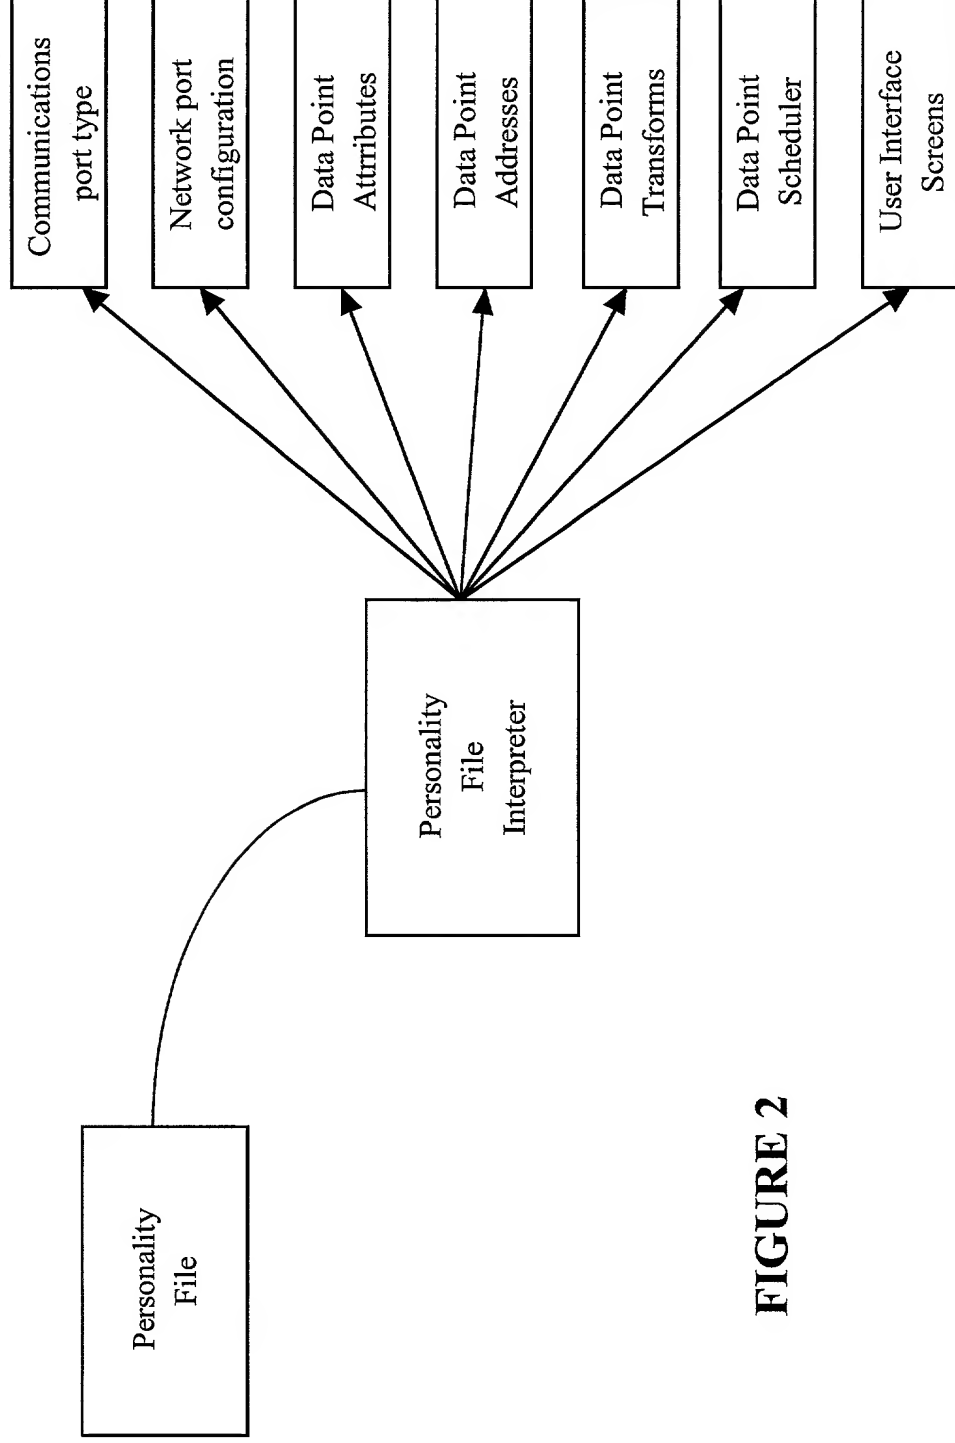 Personality
File
Personality
File
Interpreter
Communications
port type
Network port
configuration
Data Point
Attrributes
Data Point
Addresses
Data Point
Transforms
Data Point
Scheduler
User Interface
Screens
FIGURE 2